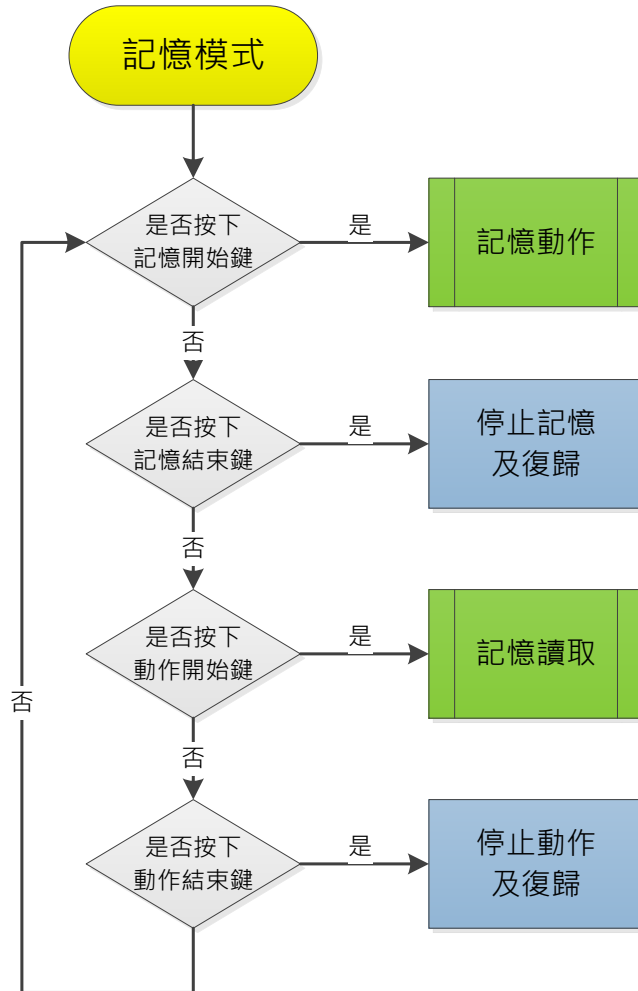 記憶模式
是否按下
記憶開始鍵
是
記憶動作
否
是否按下
記憶結束鍵
是
停止記憶
及復歸
否
是否按下
動作開始鍵
是
記憶讀取
否
否
是否按下
動作結束鍵
是
停止動作
及復歸